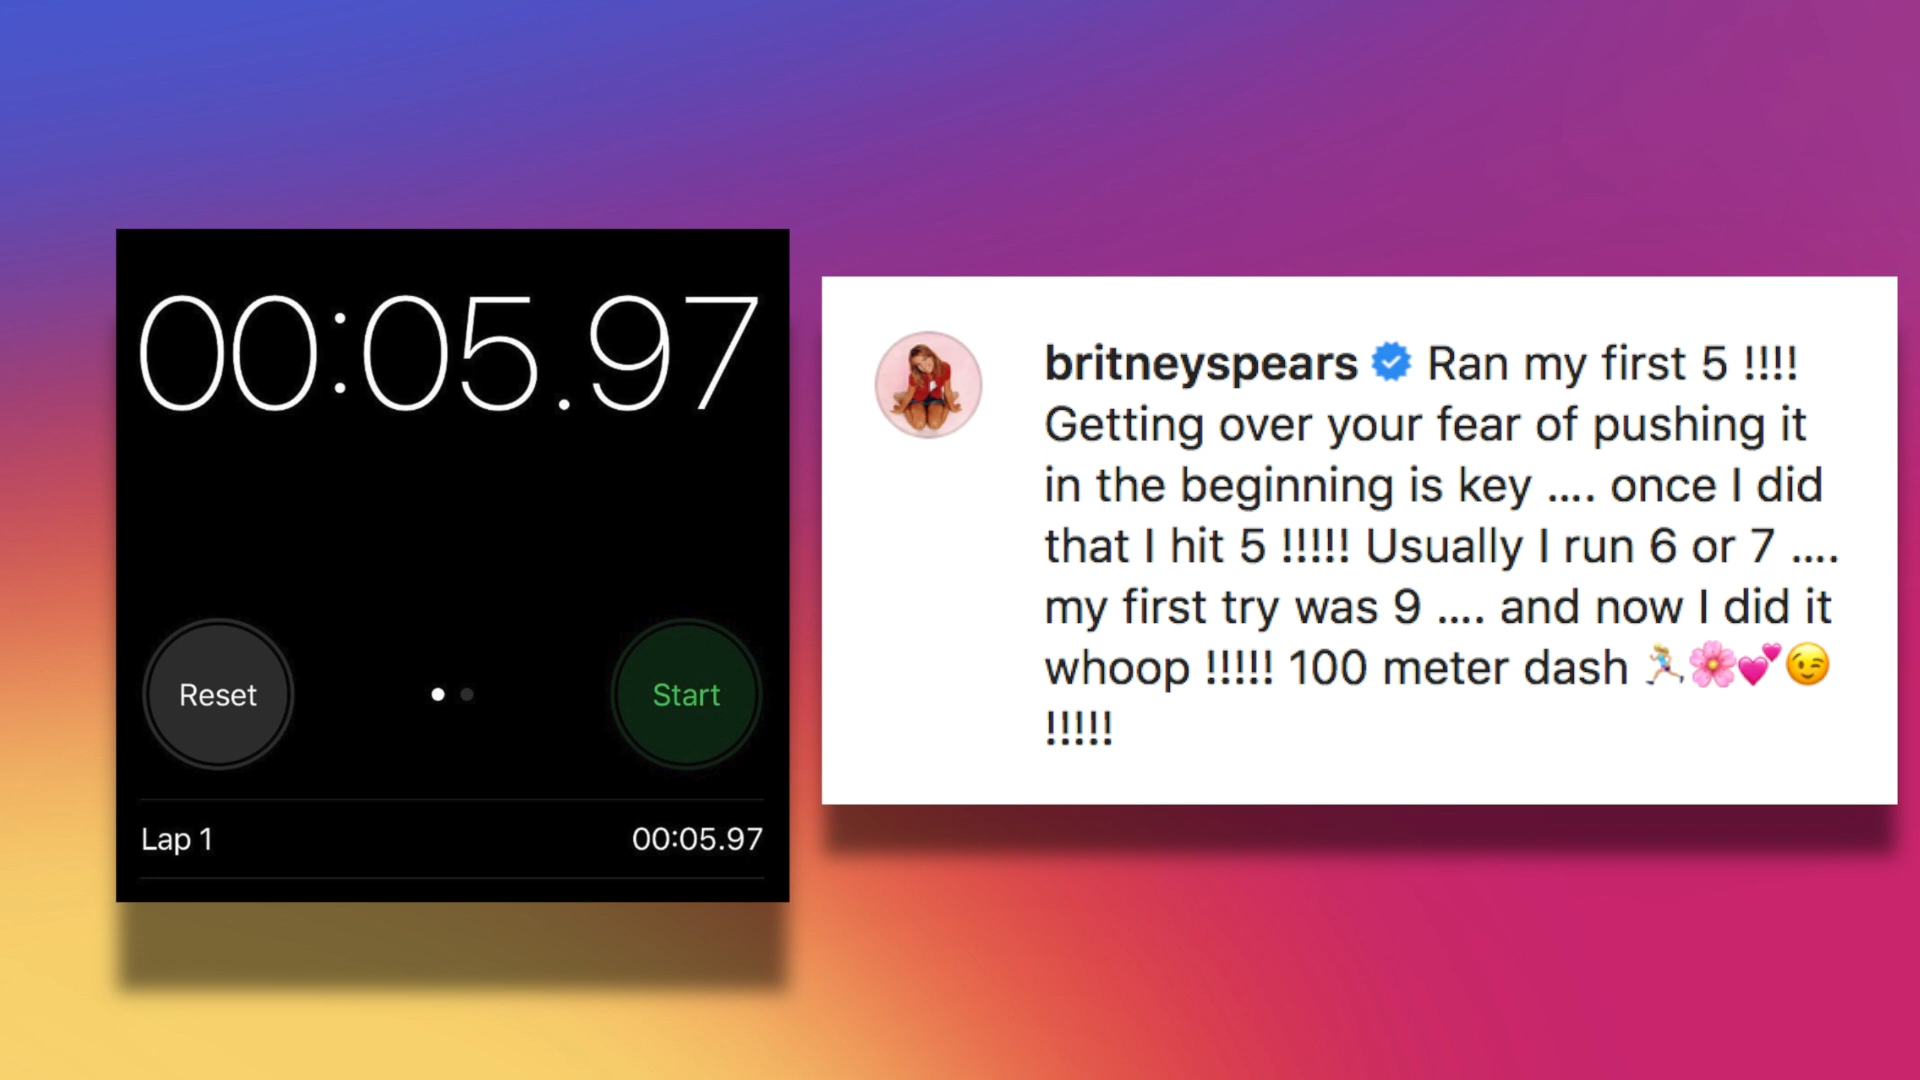 00:05.97
Reset
Start
Lap 1 00:05.97
britneyspears Ran my first 5 !!!!
Getting over your fear of pushing it
in the beginning is key .... once I did
that I hit 5 !!!!! Usually I run 6 or 7 ....
my first try was 9 .... and now I did it
whoop !!!!! 100 meter dash 🏃🏼‍♀️🌸💕😉
!!!!!